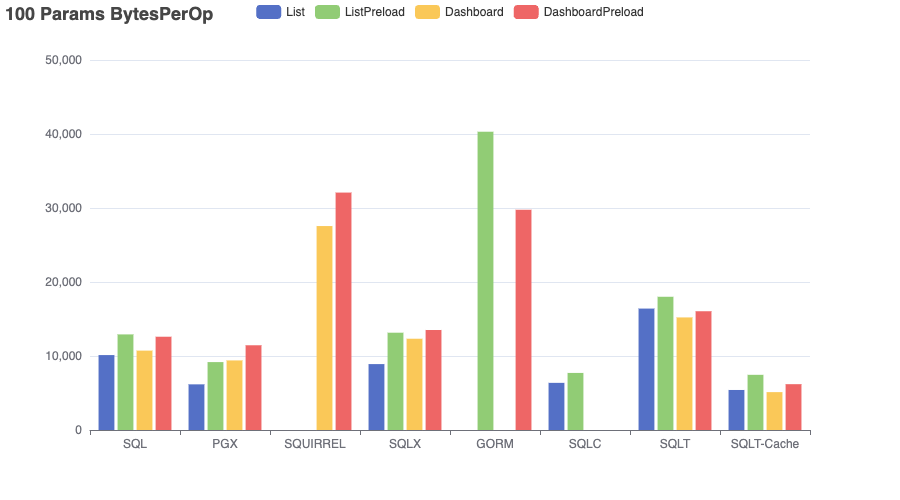 100 Params BytesPerOp
List ListPreload Dashboard DashboardPreload
50,000
40,000
30,000
20,000
10,000
0
SQL PGX SQUIRREL SQLX GORM SQLC SQLT SQLT-Cache